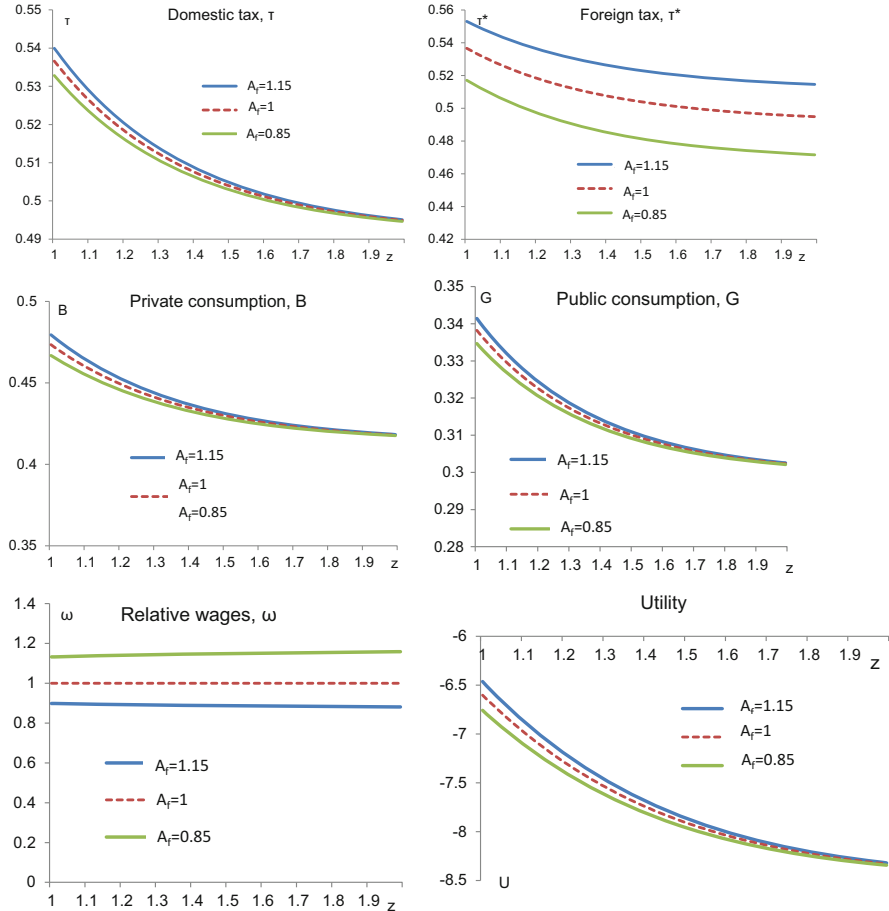 Domestic tax, τ
τ
0.55
0.54
0.53
0.52
0.51
0.5
0.49
A_f=1.15
A_f=1
A_f=0.85
1 1.1 1.2 1.3 1.4 1.5 1.6 1.7 1.8 1.9 z
Foreign tax, τ*
τ*
0.56
0.54
0.52
0.5
0.48
0.46
0.44
0.42
A_f=1.15
A_f=1
A_f=0.85
1 1.1 1.2 1.3 1.4 1.5 1.6 1.7 1.8 1.9 z
Private consumption, B
B
0.5
0.45
0.4
0.35
A_f=1.15
A_f=1
A_f=0.85
1 1.1 1.2 1.3 1.4 1.5 1.6 1.7 1.8 1.9 z
Public consumption, G
G
0.35
0.34
0.33
0.32
0.31
0.3
0.29
0.28
A_f=1.15
A_f=1
A_f=0.85
1 1.1 1.2 1.3 1.4 1.5 1.6 1.7 1.8 1.9 z
Relative wages, ω
ω
1.4
1.2
1
0.8
0.6
0.4
0.2
0
A_f=1.15
A_f=1
A_f=0.85
1 1.1 1.2 1.3 1.4 1.5 1.6 1.7 1.8 1.9 z
Utility
-6
1 1.1 1.2 1.3 1.4 1.5 1.6 1.7 1.8 1.9 z
-6.5
-7
-7.5
-8
-8.5
A_f=1.15
A_f=1
A_f=0.85
U